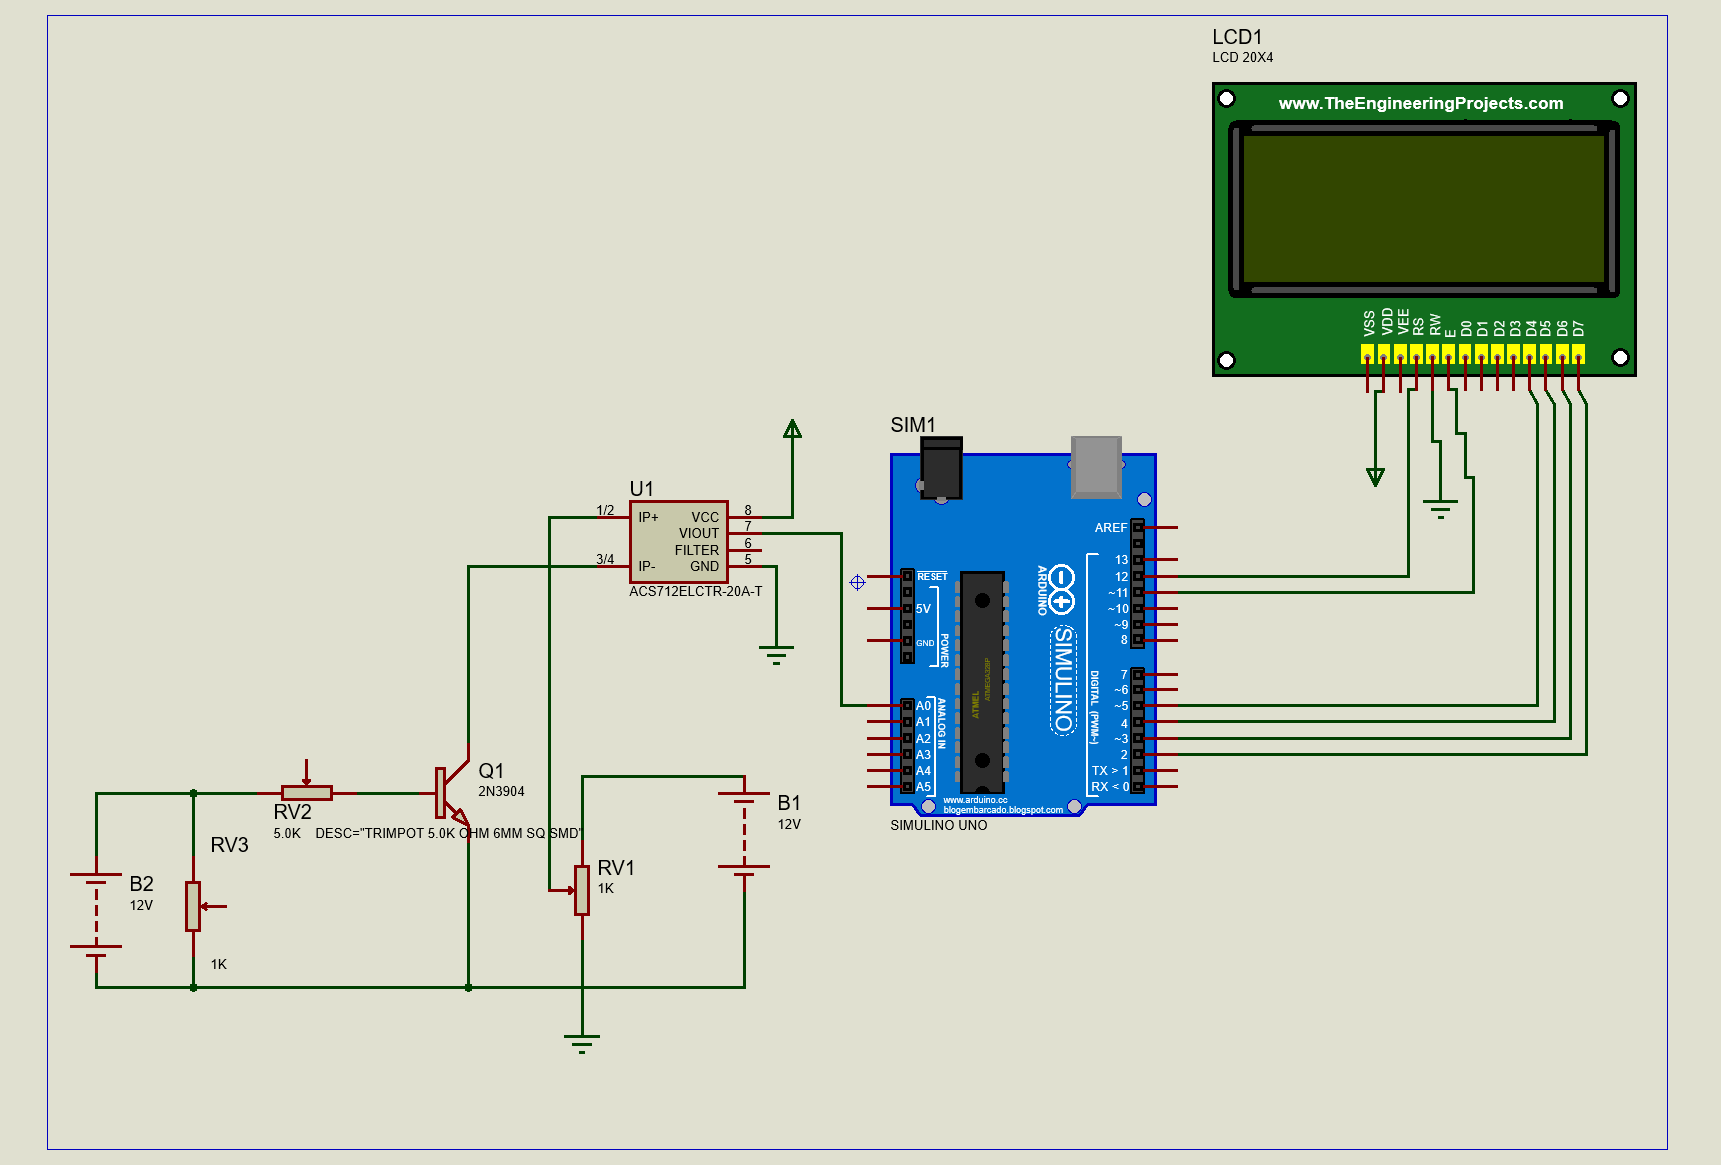 LCD1
LCD 20X4
www.TheEngineeringProjects.com
VSS
VDD
VEE
RS
RW
E
D0
D1
D2
D3
D4
D5
D6
D7
SIM1
U1
1/2
IP+
3/4
IP-
VCC
8
VIOUT
7
FILTER
6
GND
5
ACS712ELCTR-20A-T
RESET
5V
GND
POWER
A0
A1
A2
A3
A4
A5
ANALOG IN
ARDUINO
SIMULINO
ATMEL
ATMEGA328P
AREF
13
12
~11
~10
~9
8
7
~6
~5
4
~3
2
TX > 1
RX < 0
DIGITAL (PWM~)
www.arduino.cc
blogembarcado.blogspot.com
SIMULINO UNO
Q1
2N3904
RV2
5.0K DESC="TRIMPOT 5.0K OHM 6MM SQ SMD"
RV3
1K
B2
12V
RV1
1K
B1
12V